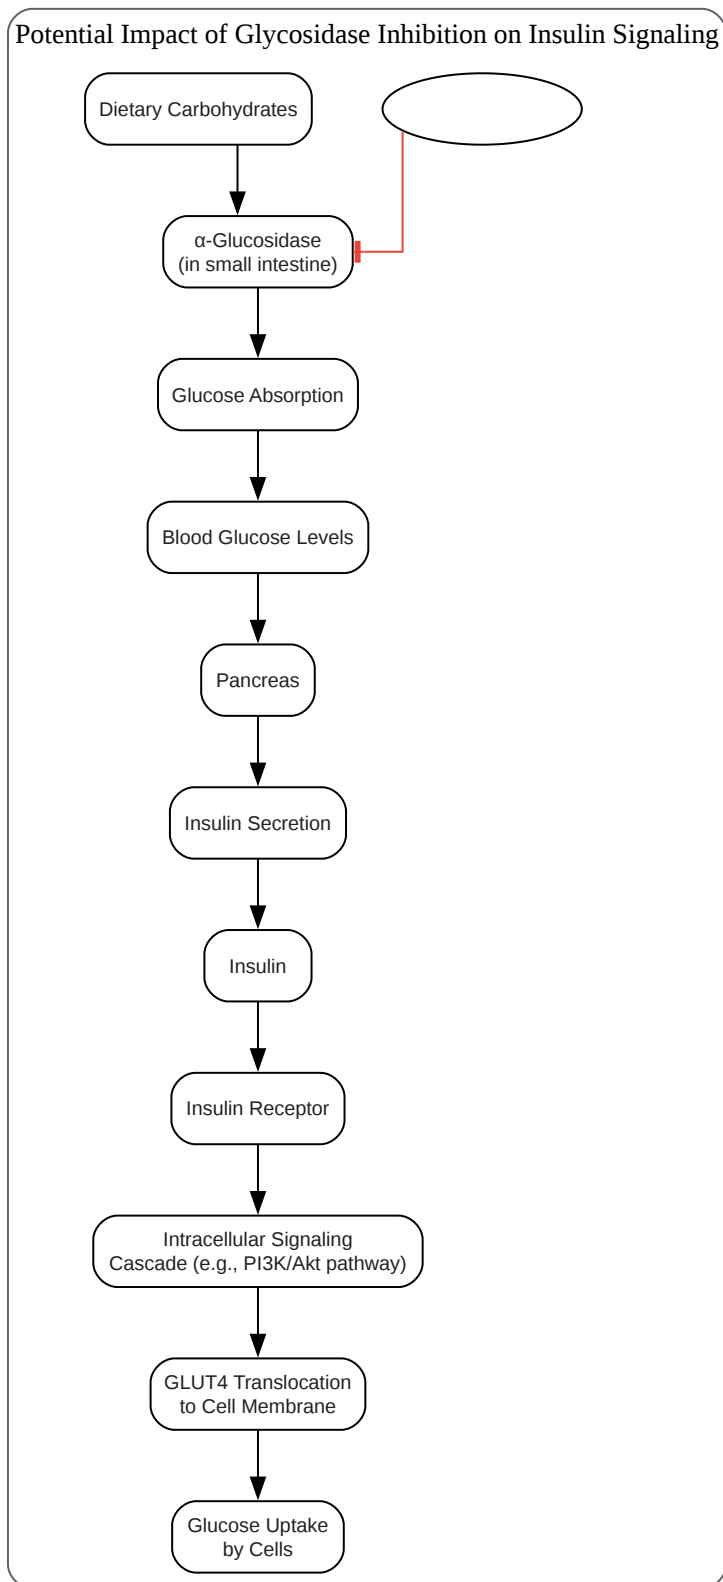 Potential Impact of Glycosidase Inhibition on Insulin Signaling
Dietary Carbohydrates
α-Glucosidase
(in small intestine)
Glucose Absorption
Blood Glucose Levels
Pancreas
Insulin Secretion
Insulin
Insulin Receptor
Intracellular Signaling
Cascade (e.g., PI3K/Akt pathway)
GLUT4 Translocation
to Cell Membrane
Glucose Uptake
by Cells